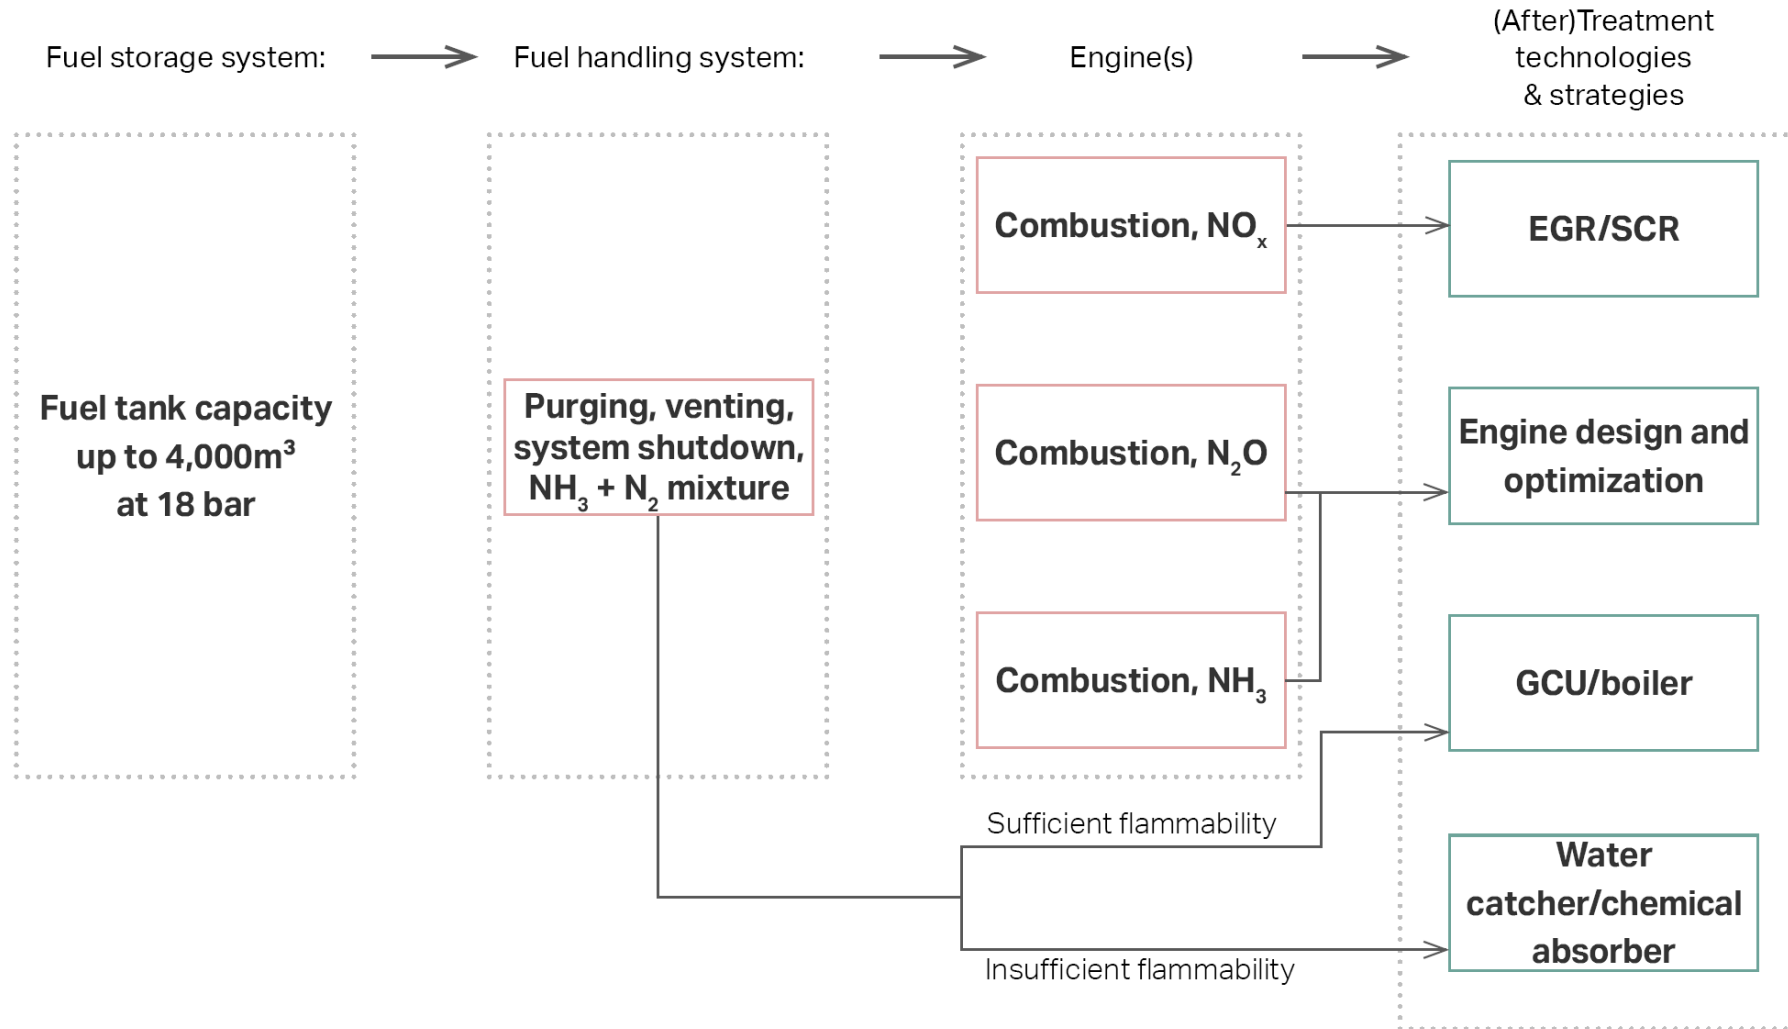 Fuel storage system:
Fuel handling system:
Engine(s)
(After)Treatment
technologies
& strategies
Fuel tank capacity
up to 4,000m³
at 18 bar
Purging, venting,
system shutdown,
NH₃ + N₂ mixture
Combustion, NOₓ
Combustion, N₂O
Combustion, NH₃
EGR/SCR
Engine design and
optimization
GCU/boiler
Water
catcher/chemical
absorber
Sufficient flammability
Insufficient flammability